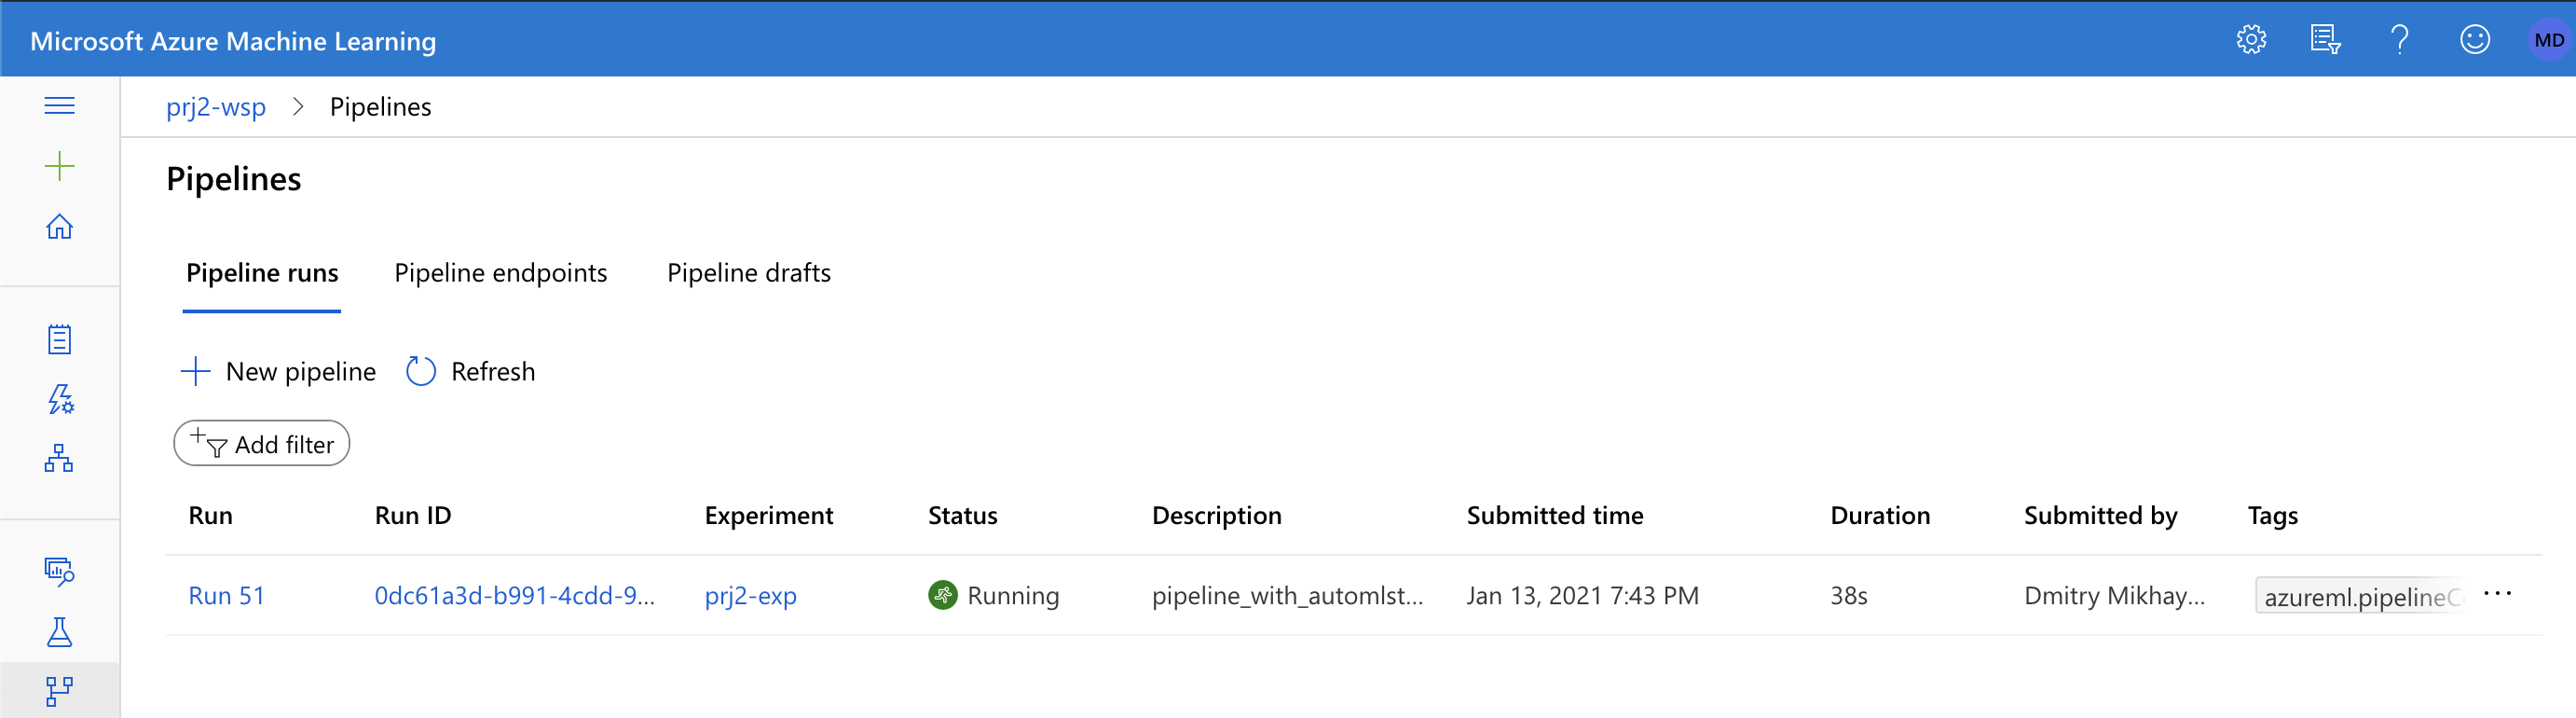 Microsoft Azure Machine Learning
MD
prj2-wsp > Pipelines
Pipelines
Pipeline runs Pipeline endpoints Pipeline drafts
New pipeline Refresh
Add filter
Run Run ID Experiment Status Description Submitted time Duration Submitted by Tags
Run 51 0dc61a3d-b991-4cdd-9... prj2-exp Running pipeline_with_automlst... Jan 13, 2021 7:43 PM 38s Dmitry Mikhay... azureml.pipelineC ...